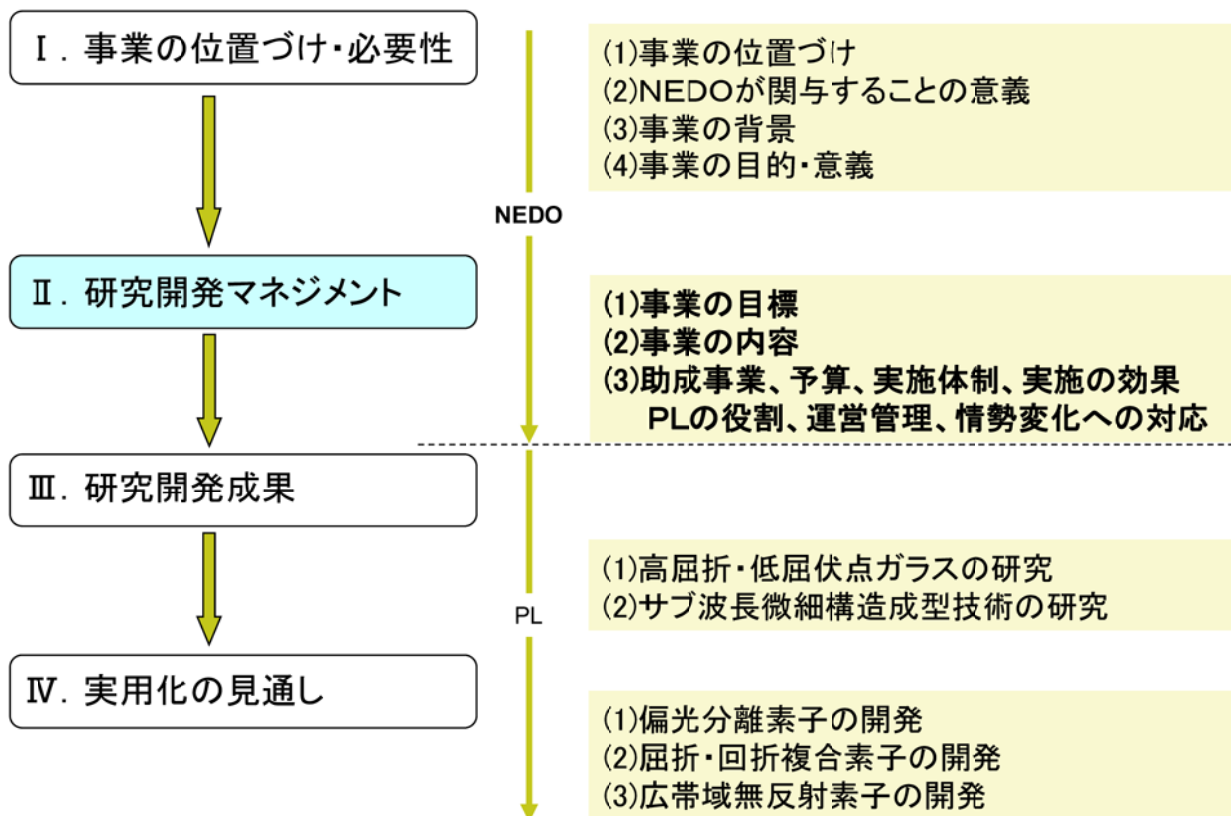 Ⅰ．事業の位置づけ・必要性
(1)事業の位置づけ
(2)NEDOが関与することの意義
(3)事業の背景
(4)事業の目的・意義
NEDO
Ⅱ．研究開発マネジメント
(1)事業の目標
(2)事業の内容
(3)助成事業、予算、実施体制、実施の効果
PLの役割、運営管理、情勢変化への対応
Ⅲ．研究開発成果
(1)高屈折・低屈伏点ガラスの研究
(2)サブ波長微細構造成型技術の研究
PL
Ⅳ．実用化の見通し
(1)偏光分離素子の開発
(2)屈折・回折複合素子の開発
(3)広帯域無反射素子の開発